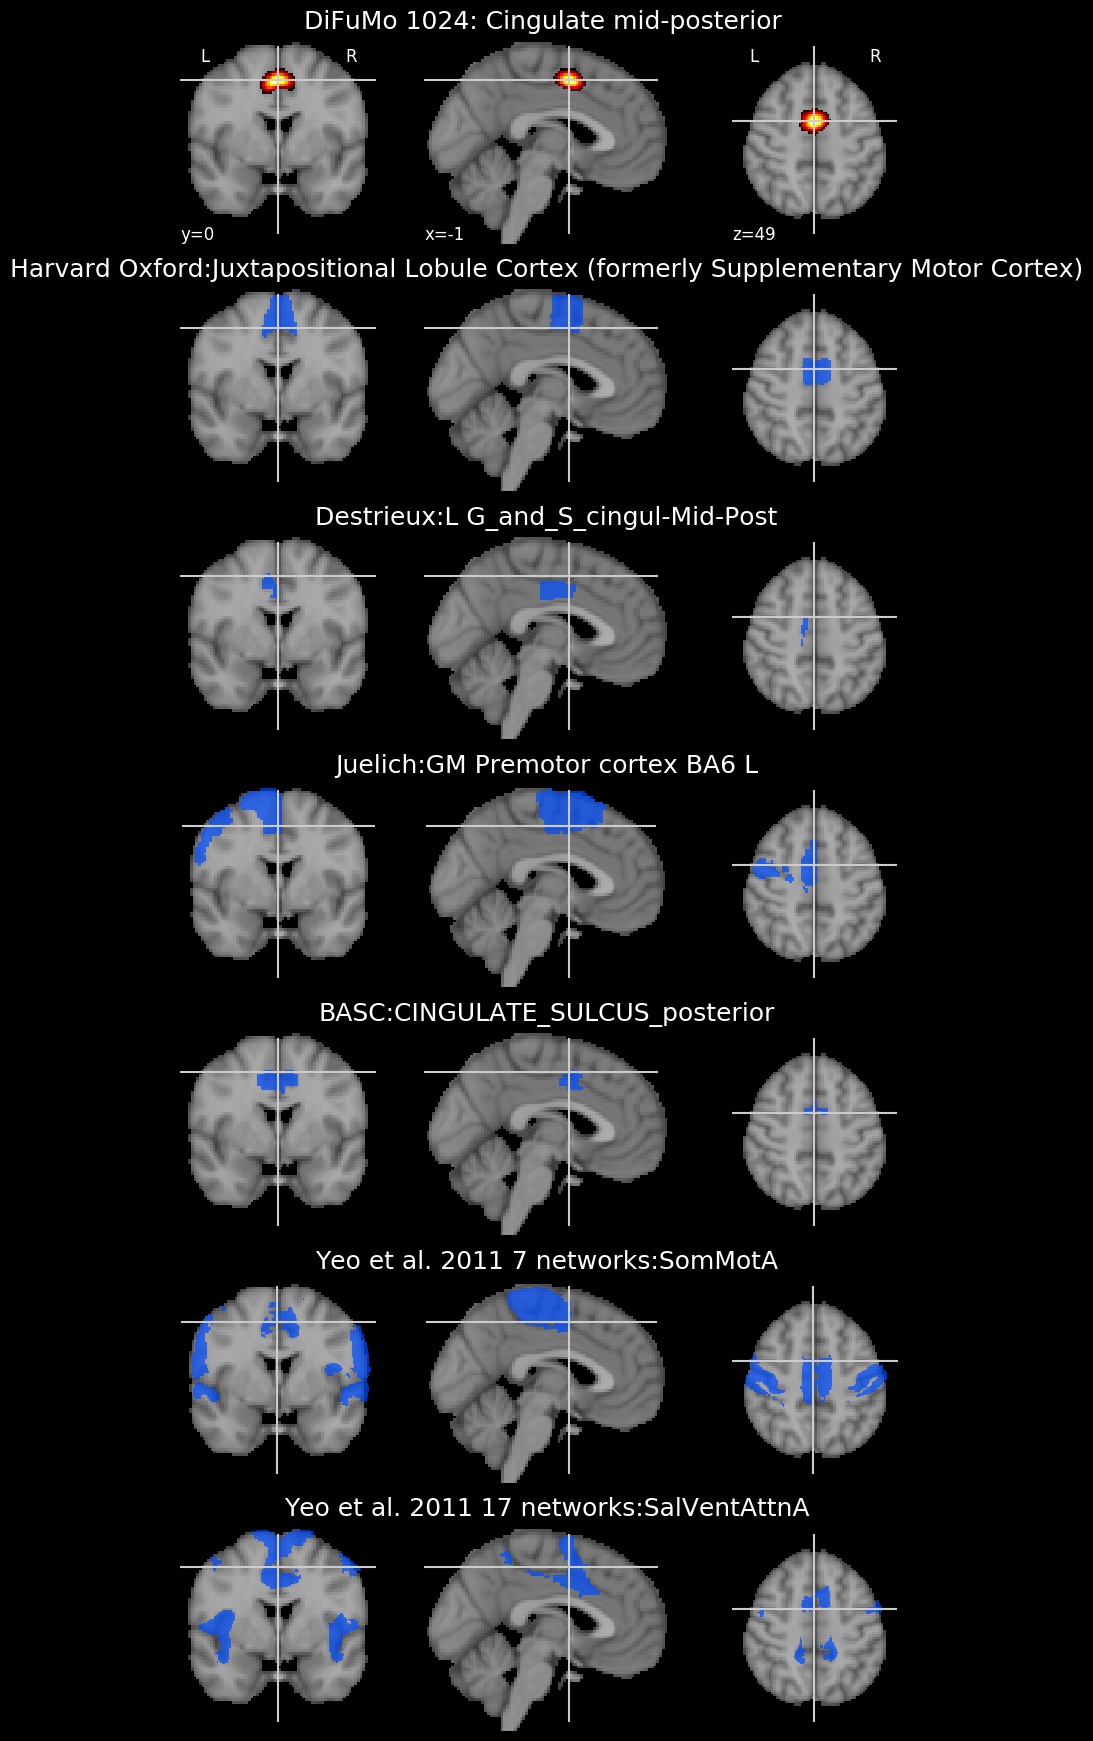 DiFuMo 1024: Cingulate mid-posterior
L R L R
y=0 x=-1 z=49
Harvard Oxford:Juxtapositional Lobule Cortex (formerly Supplementary Motor Cortex)
Destrieux:L G_and_S_cingul-Mid-Post
Juelich:GM Premotor cortex BA6 L
BASC:CINGULATE_SULCUS_posterior
Yeo et al. 2011 7 networks:SomMotA
Yeo et al. 2011 17 networks:SalVentAttnA